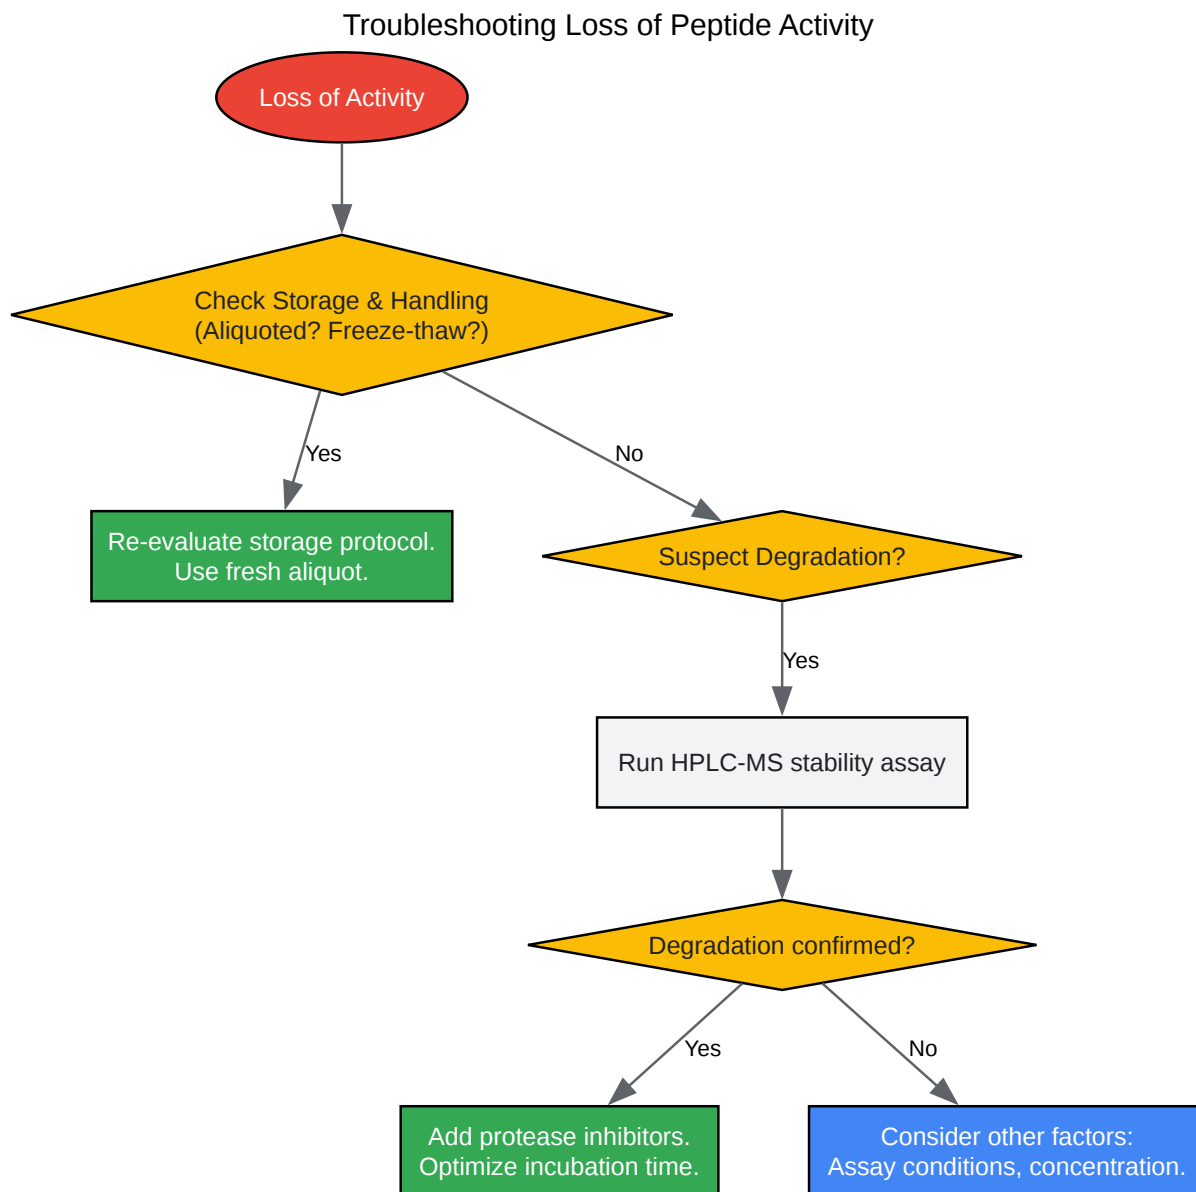 Troubleshooting Loss of Peptide Activity
Loss of Activity
Check Storage & Handling
(Aliquoted? Freeze-thaw?)
Yes
No
Re-evaluate storage protocol.
Use fresh aliquot.
Suspect Degradation?
Yes
Run HPLC-MS stability assay
Degradation confirmed?
Yes
No
Add protease inhibitors.
Optimize incubation time.
Consider other factors:
Assay conditions, concentration.